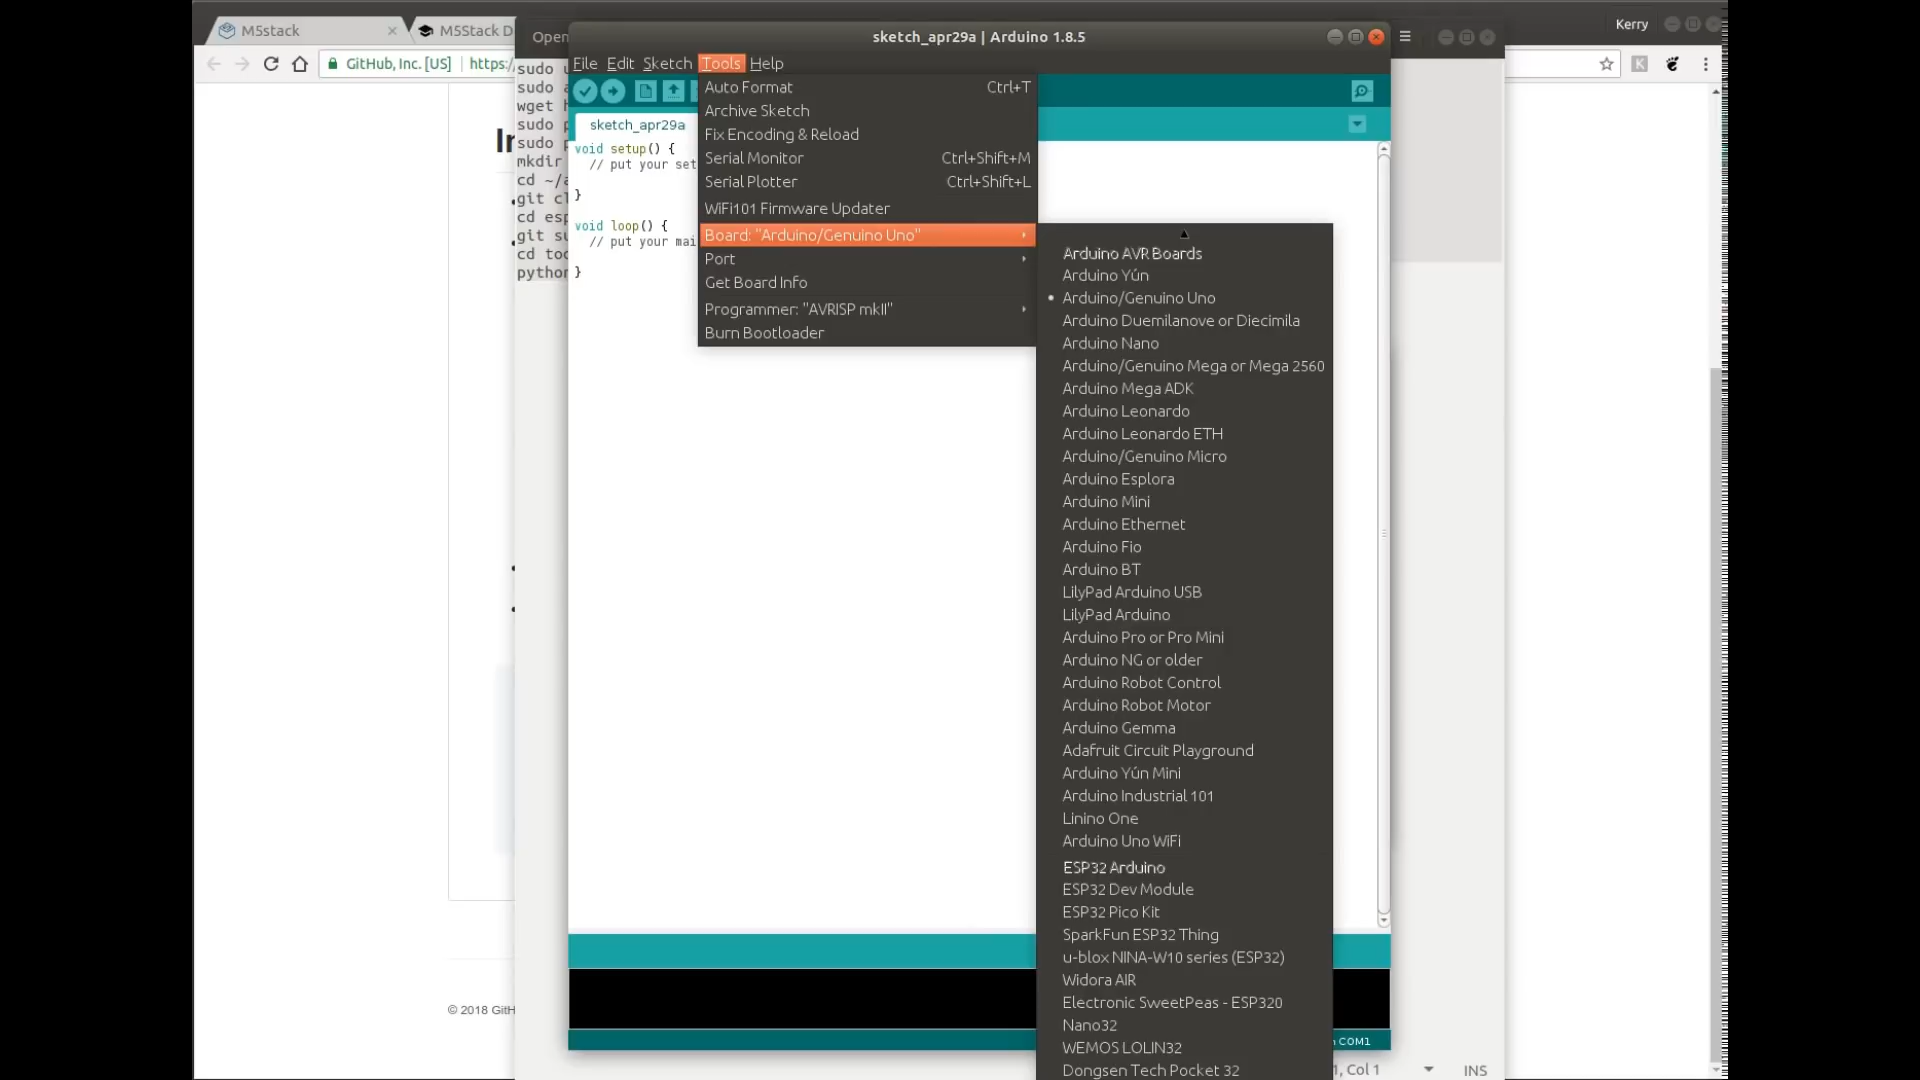 Kerry
M5stack
M5Stack D
Open
sketch_apr29a | Arduino 1.8.5
GitHub, Inc. [US]
https:/
File Edit Sketch Tools Help
sudo
sudo
wget
sudo
sudo
mkdir
cd ~/
git
cd esp
git su
cd
python
sketch_apr29a
void setup() {
// put your set
}
void loop() {
// put your mai
}
Auto Format Ctrl+T
Archive Sketch
Fix Encoding & Reload
Serial Monitor Ctrl+Shift+M
Serial Plotter Ctrl+Shift+L
WiFi101 Firmware Updater
Board: "Arduino/Genuino Uno"
Port
Get Board Info
Programmer: "AVRISP mkII"
Burn Bootloader
Arduino AVR Boards
Arduino Yún
Arduino/Genuino Uno
Arduino Duemilanove or Diecimila
Arduino Nano
Arduino/Genuino Mega or Mega 2560
Arduino Mega ADK
Arduino Leonardo
Arduino Leonardo ETH
Arduino/Genuino Micro
Arduino Esplora
Arduino Mini
Arduino Ethernet
Arduino Fio
Arduino BT
LilyPad Arduino USB
LilyPad Arduino
Arduino Pro or Pro Mini
Arduino NG or older
Arduino Robot Control
Arduino Robot Motor
Arduino Gemma
Adafruit Circuit Playground
Arduino Yún Mini
Arduino Industrial 101
Linino One
Arduino Uno WiFi
ESP32 Arduino
ESP32 Dev Module
ESP32 Pico Kit
SparkFun ESP32 Thing
u-blox NINA-W10 series (ESP32)
Widora AIR
Electronic SweetPeas - ESP320
Nano32
WEMOS LOLIN32
Dongsen Tech Pocket 32
© 2018 GitH
COM1
1, Col 1
INS